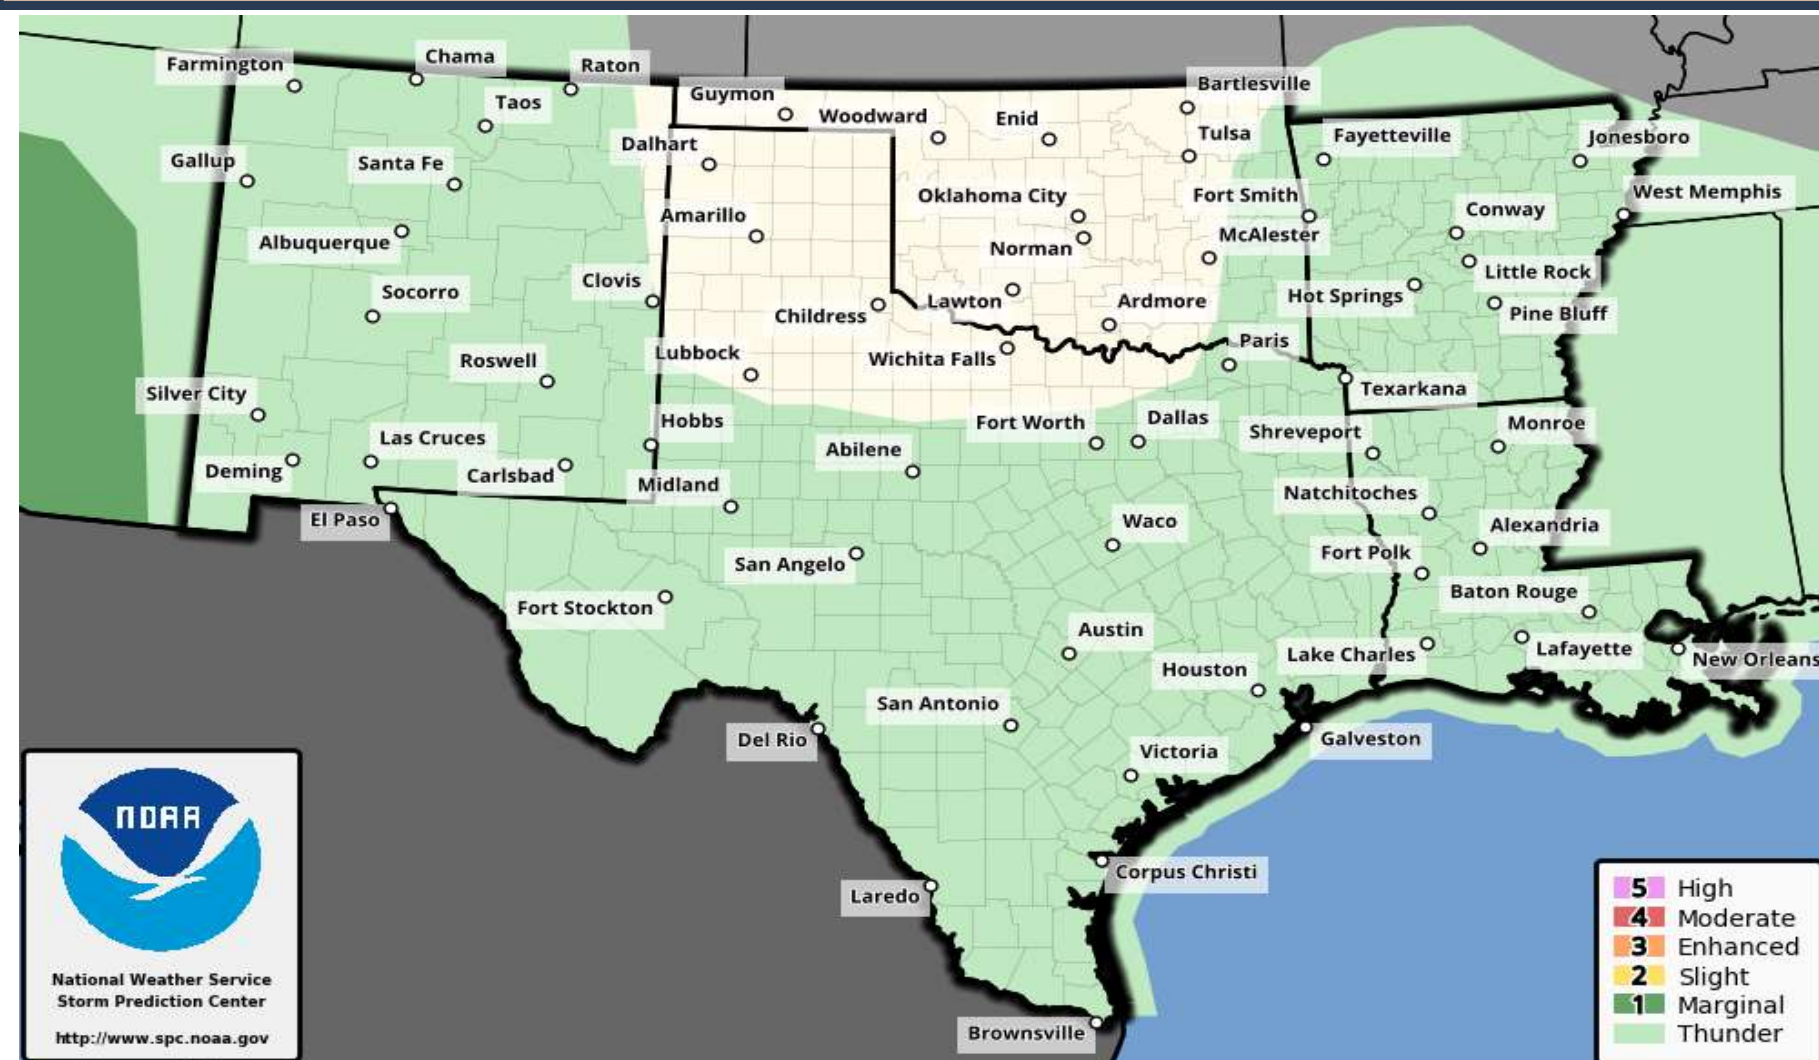 Farmington
Chama
Raton
Guymon
Bartlesville
Taos
Woodward
Enid
Tulsa
Fayetteville
Jonesboro
Dalhart
Gallup
Santa Fe
West Memphis
Oklahoma City
Fort Smith
Conway
Amarillo
Albuquerque
Norman
McAlester
Clovis
Little Rock
Socorro
Lawton
Ardmore
Hot Springs
Childress
Pine Bluff
Roswell
Lubbock
Wichita Falls
Paris
Silver City
Texarkana
Hobbs
Fort Worth
Dallas
Shreveport
Monroe
Las Cruces
Abilene
Deming
Carlsbad
Midland
Natchitoches
El Paso
Waco
Alexandria
San Angelo
Fort Polk
Fort Stockton
Baton Rouge
Austin
Houston
Lake Charles
Lafayette
New Orleans
San Antonio
Del Rio
Victoria
Galveston
Corpus Christi
Laredo
Brownsville
NOAA
National Weather Service
Storm Prediction Center
http://www.spc.noaa.gov
5 High
4 Moderate
3 Enhanced
2 Slight
1 Marginal
Thunder